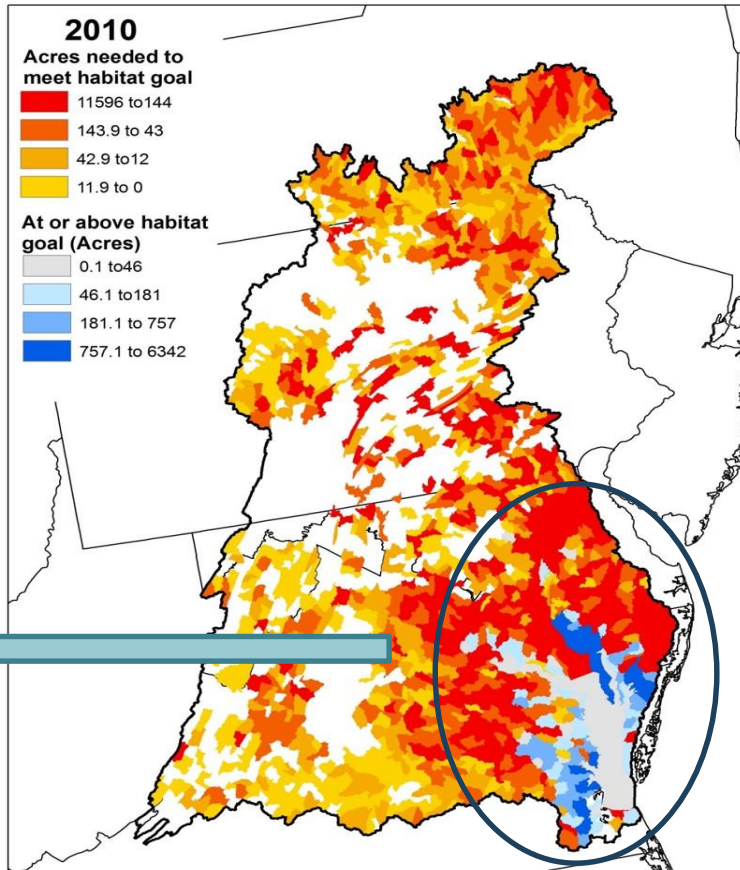 2010
Acres needed to
meet habitat goal
11596 to144
143.9 to 43
42.9 to12
11.9 to 0
At or above habitat
goal (Acres)
0.1 to46
46.1 to181
181.1 to 757
757.1 to 6342